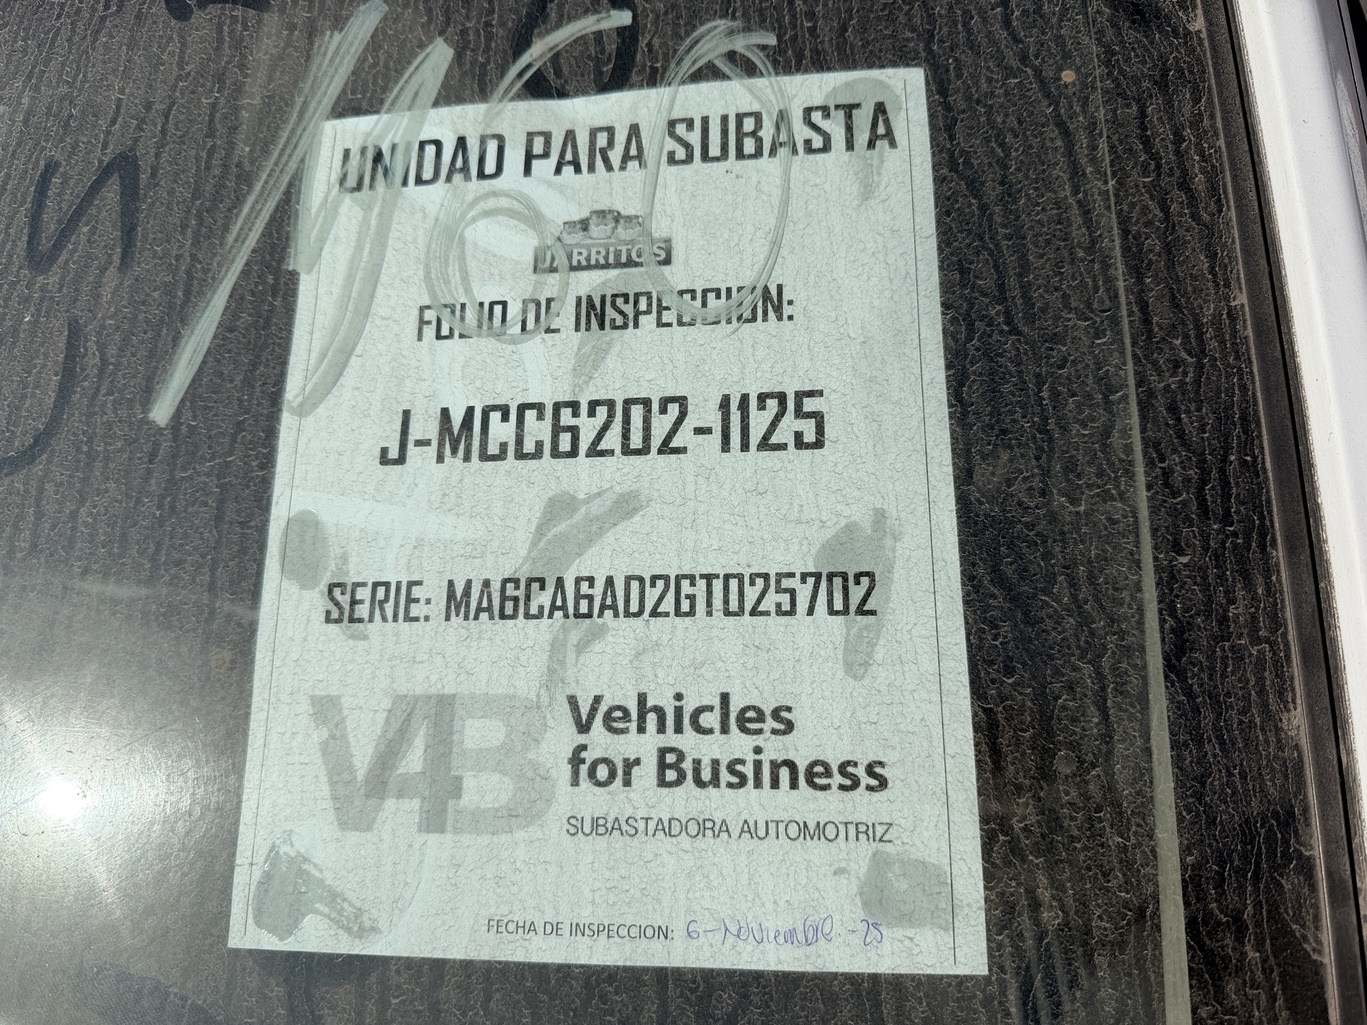 UNIDAD PARA SUBASTA
JARRITOS
FOLIO DE INSPECCION:
J-MCC6202-1125
SERIE: MA6CA6AD2GT025702
V4B
Vehicles
for Business
SUBASTADORA AUTOMOTRIZ
FECHA DE INSPECCION: 6-Noviembre.-25